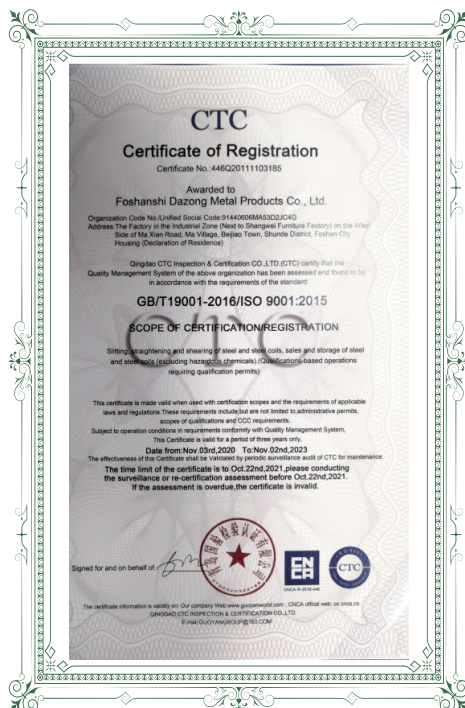 CTC
Certificate of Registration
Certificate No.:446Q20111103185
Awarded to
Foshanshi Dazong Metal Products Co., Ltd.
Organization Code No./Unified Social Code:91440606MA53D2JC4G
Address:The Factory in the Industrial Zone (Next to Shangwei Furniture Factory) on the West
Side of Ma Xian Road, Ma Village, Beijiao Town, Shunde District, Foshan City
Housing (Declaration of Residence)
Qingdao CTC Inspection & Certification CO.,LTD.(CTC) certify that the
Quality Management System of the above organization has been assessed and found to be
in accordance with the requirements of the standard:
GB/T19001-2016/ISO 9001:2015
SCOPE OF CERTIFICATION/REGISTRATION
Slitting, straightening and shearing of steel and steel coils, sales and storage of steel
and steel coils (excluding hazardous chemicals).(Qualifications-based operations
requiring qualification permits)
This certificate is made valid when used with certification scopes and the requirements of applicable
laws and regulations.These requirements include,but are not limited to,administrative permits,
scopes of qualifications and CCC requirements.
Subject to operation conditions in requirements conformity with Quality Management System,
This Certificate is valid for a period of three years only,
Date from:Nov.03rd,2020 To:Nov.02nd,2023
The effectiveness of this Certificate shall be Validated by periodic surveillance audit of CTC for maintenance.
The time limit of the certificate is to Oct.22nd,2021,please conducting
the surveillance or re-certification assessment before Oct.22nd,2021.
If the assessment is overdue,the certificate is invalid.
Signed for and on behalf of:
CNCA-R-2018-446
CTC
The certificate information is validity on: Our company Web:www.guoyanworld.com ; CNCA offical web: cx.cnca.cn
QINGDAO CTC INSPECTION & CERTIFICATION CO.,LTD
E-mail:GUOYANGROUP@163.COM